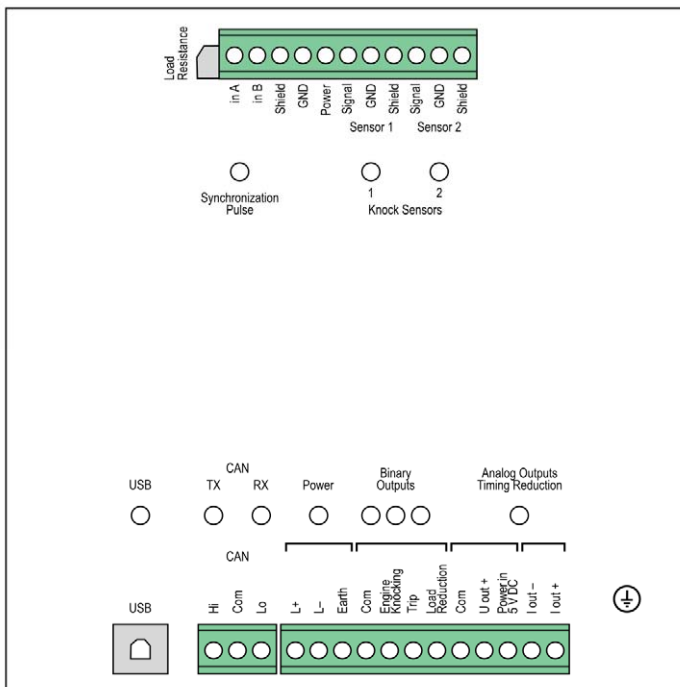 Load
Resistance
in A
in B
Shield
GND
Power
Signal
GND
Shield
Signal
GND
Shield
Sensor 1
Sensor 2
Synchronization
Pulse
1
2
Knock Sensors
CAN
Binary
Outputs
Analog Outputs
Timing Reduction
USB
TX
RX
Power
CAN
USB
Hi
Com
Lo
L+
L–
Earth
Com
Engine
Knocking
Trip
Load
Reduction
Com
U out +
Power in
5 V DC
I out –
I out +